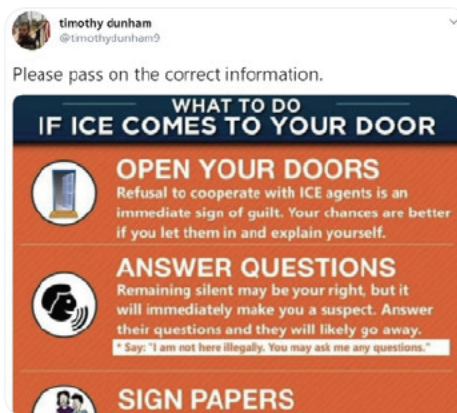 timothy dunham
@timothydunham9
Please pass on the correct information.
WHAT TO DO
IF ICE COMES TO YOUR DOOR
OPEN YOUR DOORS
Refusal to cooperate with ICE agents is an
immediate sign of guilt. Your chances are better
if you let them in and explain yourself.
ANSWER QUESTIONS
Remaining silent may be your right, but it
will immediately make you a suspect. Answer
their questions and they will likely go away.
* Say: "I am not here illegally. You may ask me any questions."
SIGN PAPERS